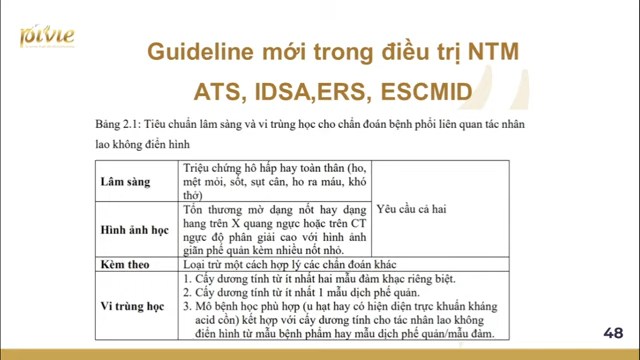 pivie
Guideline mới trong điều trị NTM
ATS, IDSA,ERS, ESCMID
Bảng 2.1: Tiêu chuẩn lâm sàng và vi trùng học cho chẩn đoán bệnh phổi liên quan tác nhân
lao không điển hình
Lâm sàng
Triệu chứng hô hấp hay toàn thân (ho,
mệt mỏi, sốt, sụt cân, ho ra máu, khó
thở)
Yêu cầu cả hai
Hình ảnh học
Tổn thương mờ dạng nốt hay dạng
hang trên X quang ngực hoặc trên CT
ngực độ phân giải cao với hình ảnh
giãn phế quản kèm nhiều nốt nhỏ.
Kèm theo
Loại trừ một cách hợp lý các chẩn đoán khác
Vi trùng học
1. Cấy dương tính từ ít nhất hai mẫu đàm khạc riêng biệt.
2. Cấy dương tính từ ít nhất 1 mẫu dịch phế quản.
3. Mô bệnh học phù hợp (u hạt hay có hiện diện trực khuẩn kháng
acid cồn) kết hợp với cấy dương tính cho tác nhân lao không
điển hình từ mẫu bệnh phẩm hay mẫu dịch phế quản/mẫu đàm.
48